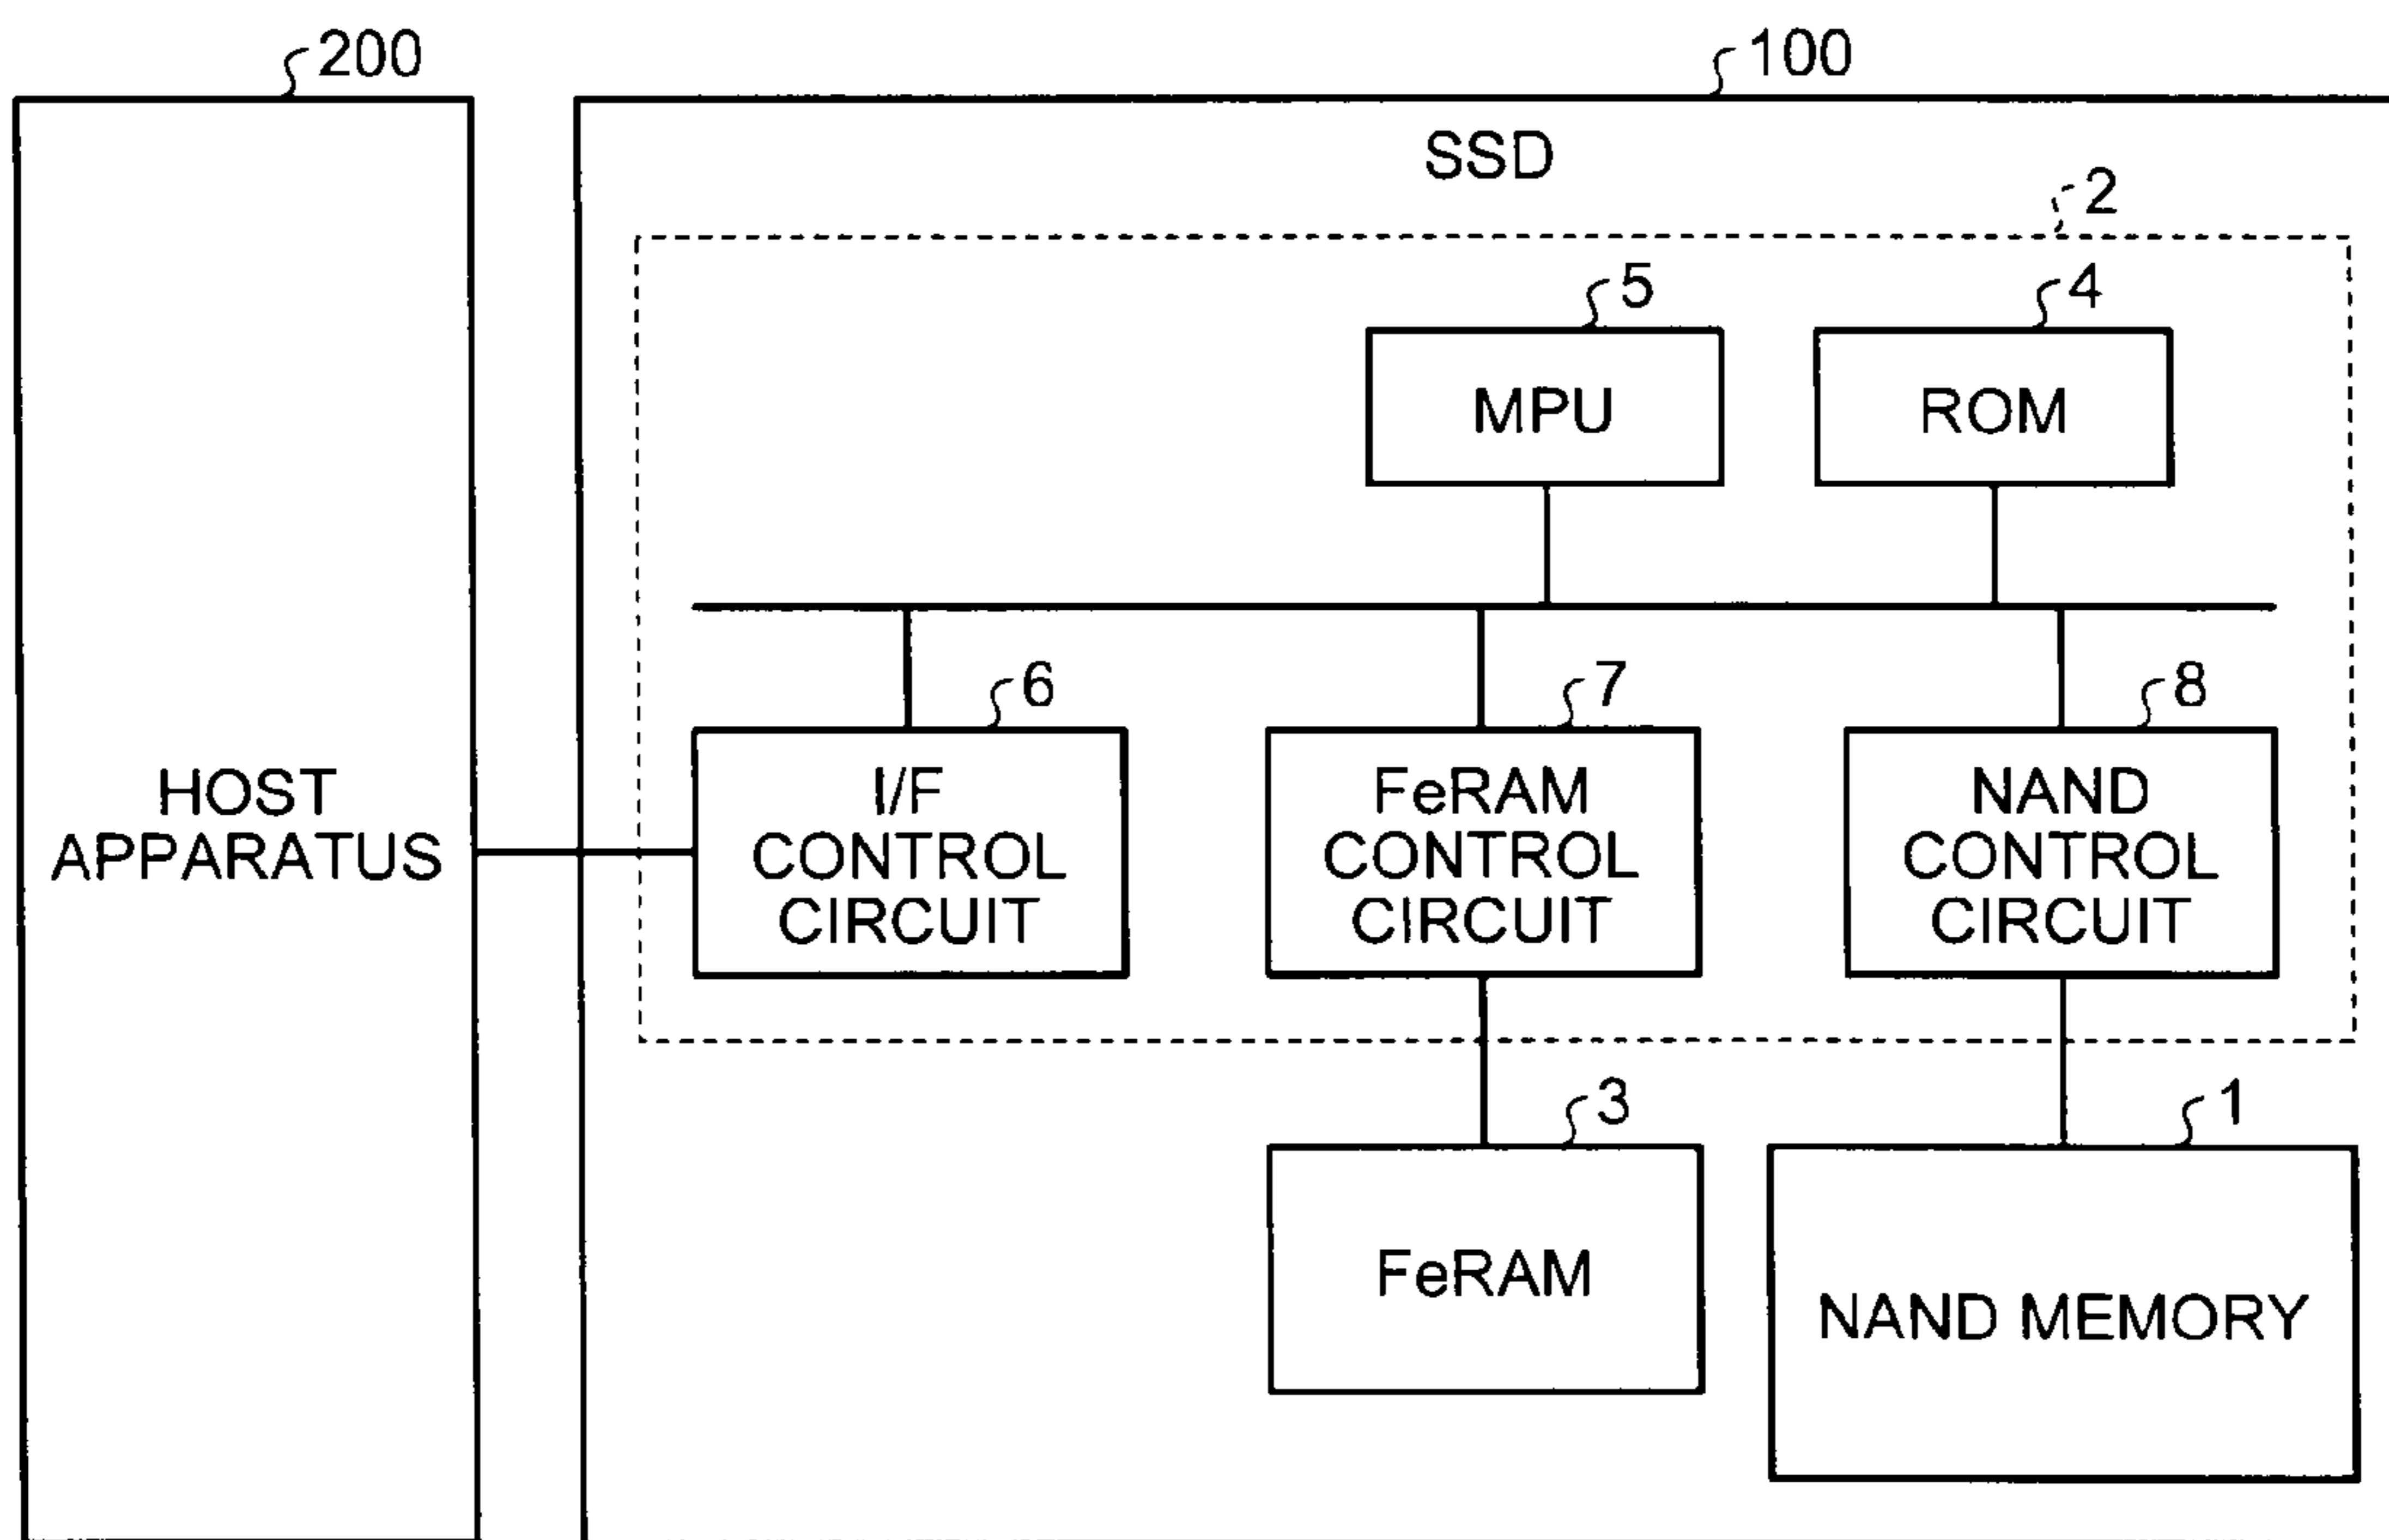 200
100
SSD
2
5
4
MPU
ROM
6
7
8
HOST
APPARATUS
I/F
CONTROL
CIRCUIT
FeRAM
CONTROL
CIRCUIT
NAND
CONTROL
CIRCUIT
3
1
FeRAM
NAND MEMORY